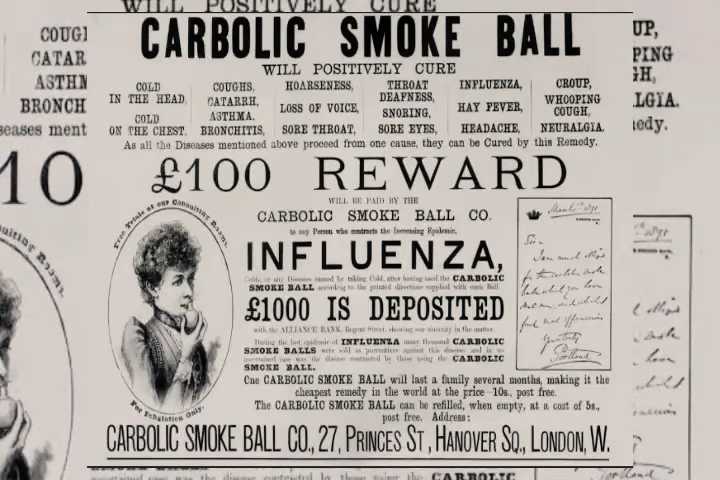 WILL POSITIVELY CURE
CARBOLIC SMOKE BALL
WILL POSITIVELY CURE
COLD IN THE HEAD,
COLD ON THE CHEST.
COUGHS,
CATARRH,
ASTHMA.
BRONCHITIS,
HOARSENESS,
LOSS OF VOICE,
SORE THROAT,
THROAT DEAFNESS,
SNORING,
SORE EYES,
INFLUENZA,
HAY FEVER,
HEADACHE,
CROUP,
WHOOPING COUGH,
NEURALGIA.
As all the Diseases mentioned above proceed from one cause, they can be Cured by this Remedy.
£100 REWARD
WILL BE PAID BY THE
CARBOLIC SMOKE BALL CO.
to any Person who contracts the Increasing Epidemic,
INFLUENZA,
Colds, or any Diseases caused by taking Cold, after having used the CARBOLIC
SMOKE BALL according to the printed directions supplied with each Ball
£1000 IS DEPOSITED
with the ALLIANCE BANK, Regent Street, showing our sincerity in the matter
During the last epidemic of INFLUENZA many thousand CARBOLIC
SMOKE BALLS were sold as preventives against this disease, and in no
ascertained case was the disease contracted by those using the CARBOLIC
SMOKE BALL.
Free Trials at our Consulting Rooms.
For Inhalation Only.
One CARBOLIC SMOKE BALL will last a family several months, making it the
cheapest remedy in the world at the price—10s., post free.
The CARBOLIC SMOKE BALL can be refilled, when empty, at a cost of 5s.,
post free. Address:
CARBOLIC SMOKE BALL CO., 27, PRINCES ST, HANOVER SQ., LONDON, W.